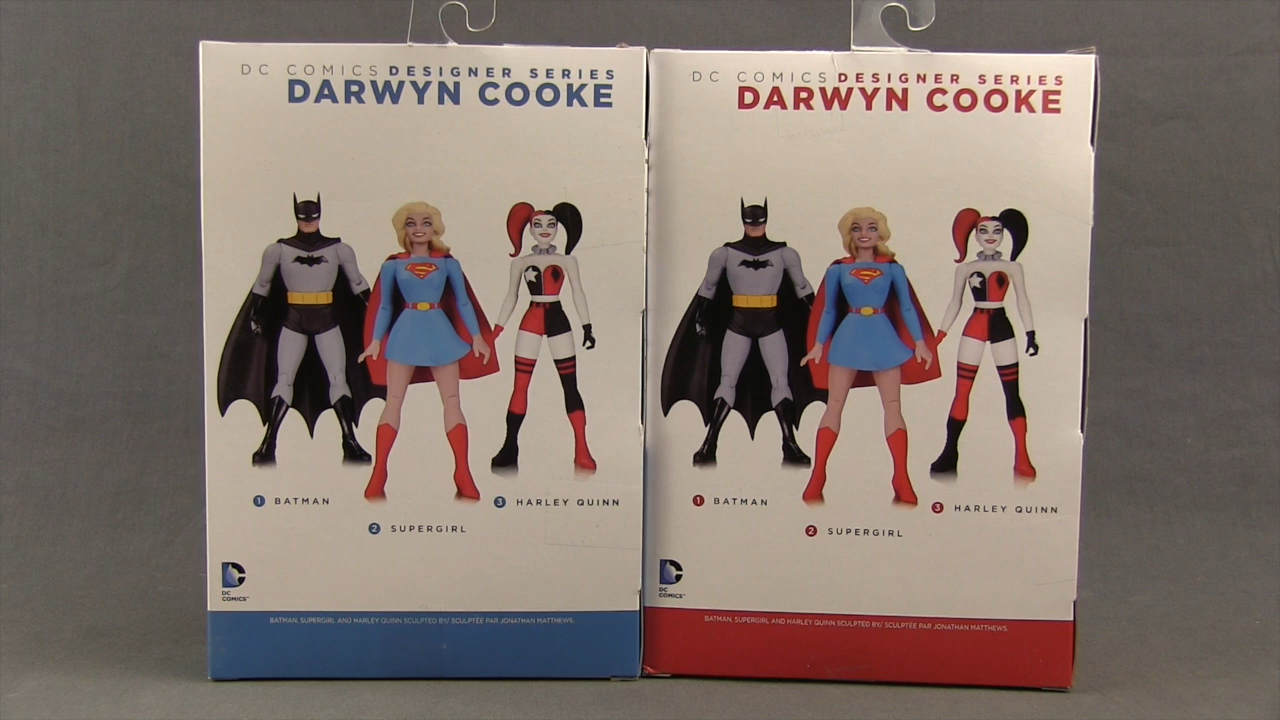 DC COMICS DESIGNER SERIES
DARWYN COOKE
1 BATMAN
2 SUPERGIRL
3 HARLEY QUINN
DC COMICS™
BATMAN, SUPERGIRL AND HARLEY QUINN SCULPTED BY/ SCULPTÉE PAR JONATHAN MATTHEWS.
DC COMICS DESIGNER SERIES
DARWYN COOKE
1 BATMAN
2 SUPERGIRL
3 HARLEY QUINN
DC COMICS™
BATMAN, SUPERGIRL AND HARLEY QUINN SCULPTED BY/ SCULPTÉE PAR JONATHAN MATTHEWS.